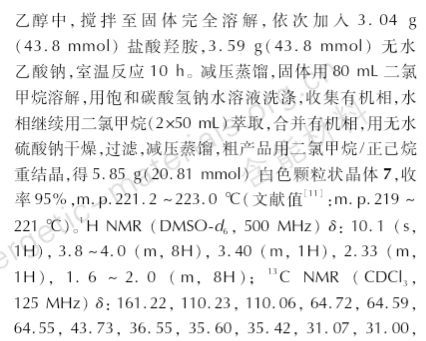 乙醇中，搅拌至固体完全溶解，依次加入 3.04 g
(43.8 mmol) 盐酸羟胺,3.59 g(43.8 mmol) 无水
乙酸钠,室温反应 10 h。减压蒸馏,固体用80 mL 二氯
甲烷溶解,用饱和碳酸氢钠水溶液洗涤,收集有机相,水
相继续用二氯甲烷(2×50 mL)萃取,合并有机相,用无水
硫酸钠干燥,过滤,减压蒸馏,粗产品用二氯甲烷/正己烷
重结晶,得5.85 g(20.81 mmol) 白色颗粒状晶体 7,收
率95%,m.p.221.2~223.0 ℃(文献值[11]:m.p.219~
221 ℃)。¹H NMR (DMSO-d₆, 500 MHz) δ: 10.1 (s,
1H), 3.8~4.0 (m, 8H), 3.40 (m, 1H), 2.33 (m,
1H), 1.6 ~ 2.0 (m, 8H); ¹³C NMR (CDCl₃,
125 MHz) δ: 161.22, 110.23, 110.06, 64.72, 64.59,
64.55, 43.73, 36.55, 35.60, 35.42, 31.07, 31.00,